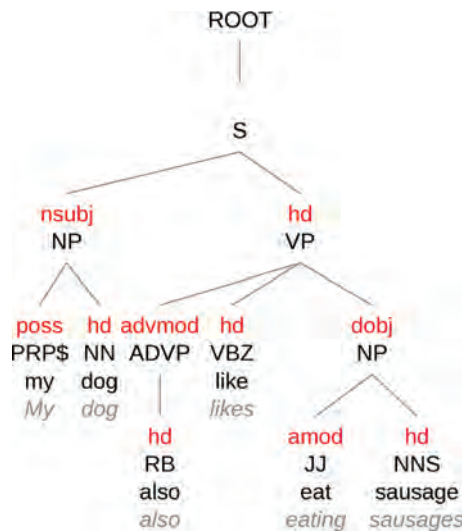 ROOT
S
nsubj hd
NP VP
poss hd advmod hd dobj
PRP$ NN ADVP VBZ NP
my dog like
My dog likes
hd amod hd
RB JJ NNS
also eat sausage
also eating sausages